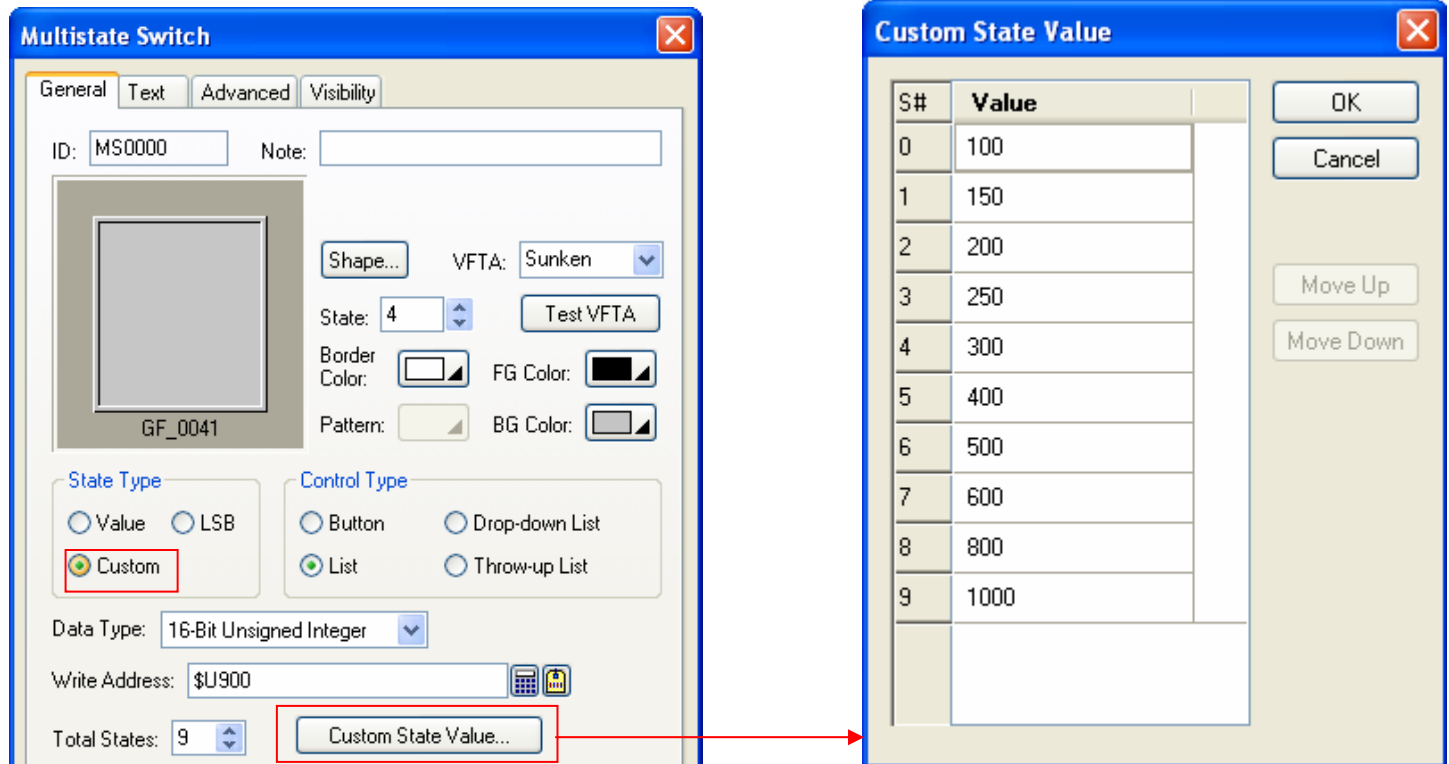 Multistate Switch
General Text Advanced Visibility
ID: MS0000 Note:
Shape... VFTA: Sunken
State: 4 Test VFTA
Border Color: FG Color:
GF_0041 Pattern: BG Color:
State Type Control Type
Value LSB Button Drop-down List
Custom List Throw-up List
Data Type: 16-Bit Unsigned Integer
Write Address: $U900
Total States: 9 Custom State Value...
Custom State Value
S# Value OK
0 100 Cancel
1 150
2 200
3 250 Move Up
4 300 Move Down
5 400
6 500
7 600
8 800
9 1000